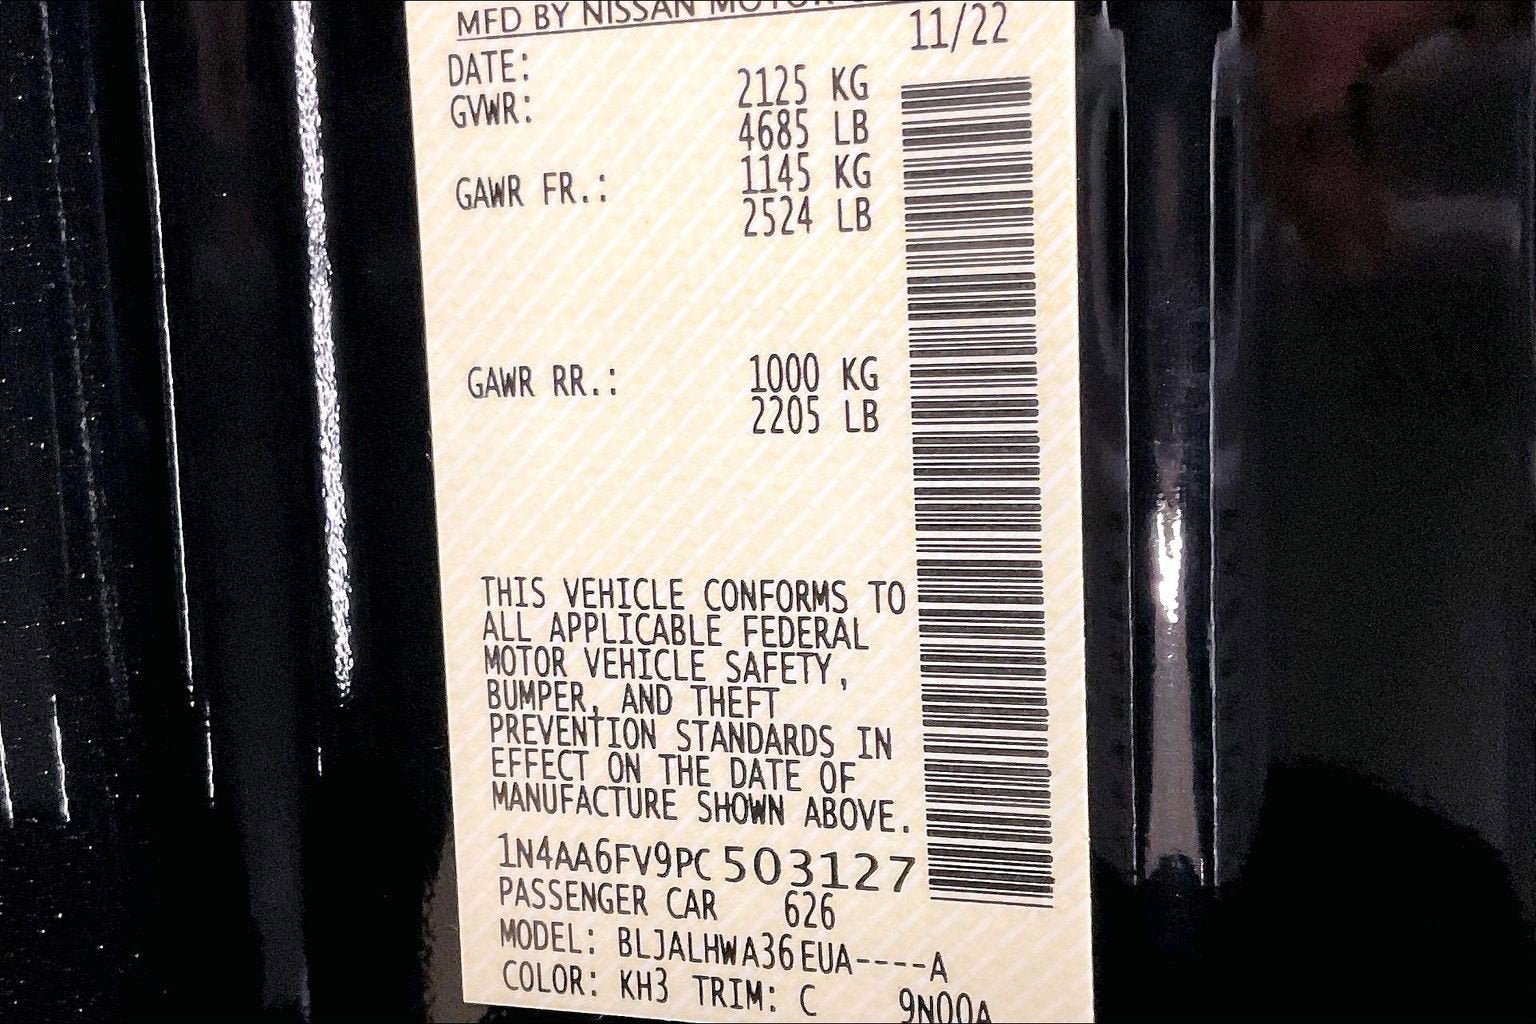 MFD BY NISSAN MOTOR
DATE: 11/22
GVWR: 2125 KG
4685 LB
GAWR FR.: 1145 KG
2524 LB
GAWR RR.: 1000 KG
2205 LB
THIS VEHICLE CONFORMS TO
ALL APPLICABLE FEDERAL
MOTOR VEHICLE SAFETY,
BUMPER, AND THEFT
PREVENTION STANDARDS IN
EFFECT ON THE DATE OF
MANUFACTURE SHOWN ABOVE.
1N4AA6FV9PC503127
PASSENGER CAR 626
MODEL: BLJALHWA36EUA----A
COLOR: KH3 TRIM: C 9N00A